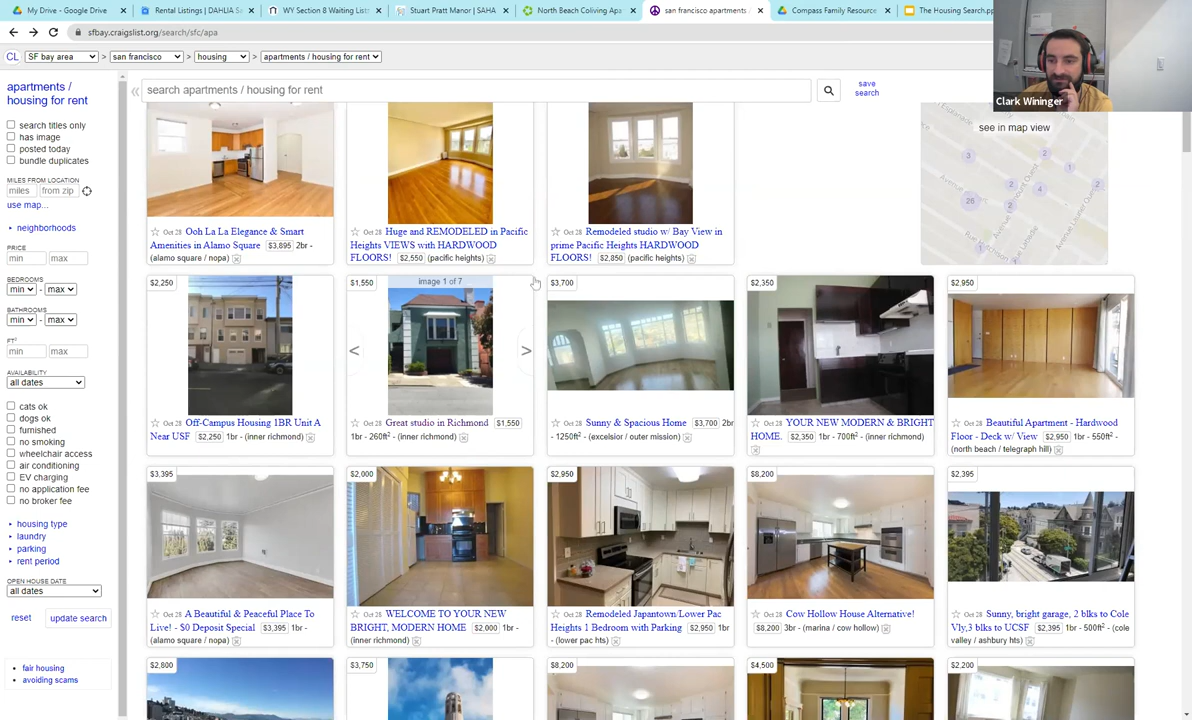 My Drive - Google Drive
Rental Listings | DAHLIA S
WY Section 8 Waiting List
Stuart Pratt Manor | SAHA
North Beach Coliving Apa
san francisco apartments
Compass Family Resource
The Housing Search.pp
sfbay.craigslist.org/search/sfc/apa
CL
SF bay area
>
san francisco
>
housing
>
apartments / housing for rent
apartments /
housing for rent
search titles only
has image
posted today
bundle duplicates
MILES FROM LOCATION
miles
from zip
use map...
neighborhoods
PRICE
min
max
BEDROOMS
min - max
BATHROOMS
min - max
FT²
min
max
AVAILABILITY
all dates
cats ok
dogs ok
furnished
no smoking
wheelchair access
air conditioning
EV charging
no application fee
no broker fee
housing type
laundry
parking
rent period
OPEN HOUSE DATE
all dates
reset
update search
fair housing
avoiding scams
search apartments / housing for rent
save
search
Clark Wininger
see in map view
3
2
1
2
4
2
26
2
Oct 28 Ooh La La Elegance & Smart
Amenities in Alamo Square $3,895 2br -
(alamo square / nopa)
Oct 28 Huge and REMODELED in Pacific
Heights VIEWS with HARDWOOD
FLOORS! $2,550 (pacific heights)
Oct 28 Remodeled studio w/ Bay View in
prime Pacific Heights HARDWOOD
FLOORS! $2,850 (pacific heights)
$2,250
Oct 28 Off-Campus Housing 1BR Unit A
Near USF $2,250 1br - (inner richmond)
$1,550
image 1 of 7
< >
Oct 28 Great studio in Richmond $1,550
1br - 260ft² - (inner richmond)
$3,700
Oct 28 Sunny & Spacious Home $3,700 2br
- 1250ft² - (excelsior / outer mission)
$2,350
Oct 28 YOUR NEW MODERN & BRIGHT
HOME. $2,350 1br - 700ft² - (inner richmond)
$2,950
Oct 28 Beautiful Apartment - Hardwood
Floor - Deck w/ View $2,950 1br - 550ft² -
(north beach / telegraph hill)
$3,395
Oct 28 A Beautiful & Peaceful Place To
Live! - $0 Deposit Special $3,395 1br -
(alamo square / nopa)
$2,000
Oct 28 WELCOME TO YOUR NEW
BRIGHT, MODERN HOME $2,000 1br -
(inner richmond)
$2,950
Oct 28 Remodeled Japantown/Lower Pac
Heights 1 Bedroom with Parking $2,950 1br
- (lower pac hts)
$8,200
Oct 28 Cow Hollow House Alternative!
$8,200 3br - (marina / cow hollow)
$2,395
Oct 28 Sunny, bright garage, 2 blks to Cole
Vly,3 blks to UCSF $2,395 1br - 500ft² - (cole
valley / ashbury hts)
$2,800
$3,750
$8,200
$4,500
$2,200